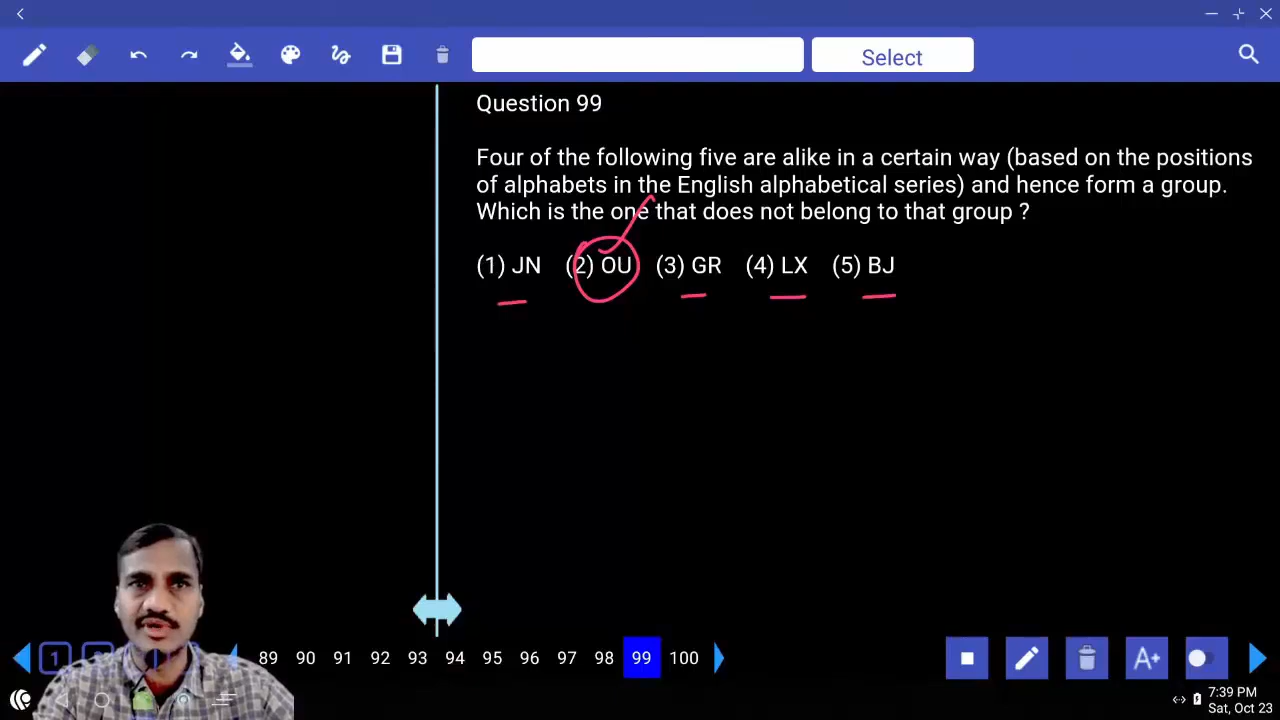 Select
Question 99
Four of the following five are alike in a certain way (based on the positions
of alphabets in the English alphabetical series) and hence form a group.
Which is the one that does not belong to that group ?
(1) JN (2) OU (3) GR (4) LX (5) BJ
1 89 90 91 92 93 94 95 96 97 98 99 100 A+
7:39 PM
Sat, Oct 23